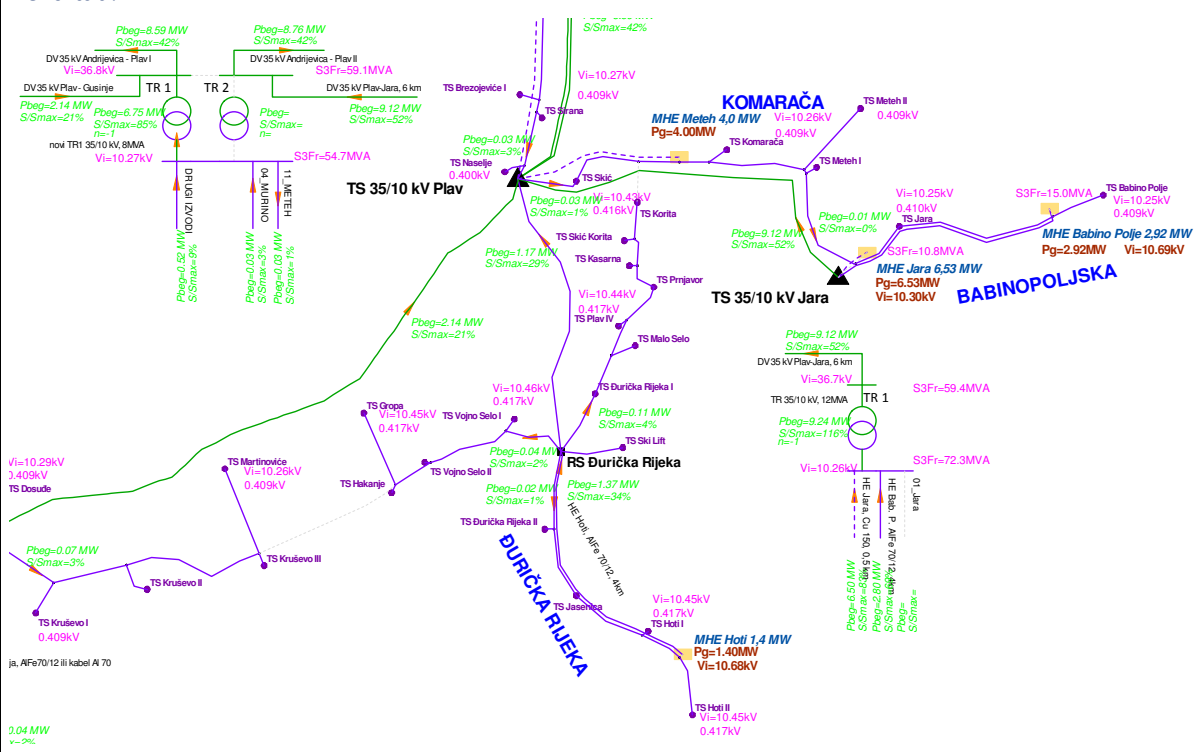 S/Smax=42%
Pbeg=8.59 MW
S/Smax=42%
Pbeg=8.76 MW
S/Smax=42%
DV 35 kV Andrijevica - Plav I
DV 35 kV Andrijevica - Plav II
Vi=36.8kV
S3Fr=59.1MVA
DV 35 kV Plav - Gusinje
TR 1
TR 2
DV 35 kV Plav-Jara, 6 km
Pbeg=2.14 MW
S/Smax=21%
Pbeg=6.75 MW
S/Smax=85%
n=-1
Pbeg=
S/Smax=
n=
Pbeg=9.12 MW
S/Smax=52%
novi TR1 35/10 kV, 8MVA
Vi=10.27kV
S3Fr=54.7MVA
DRUGI IZVODI
04_MURINO
11_METEH
Pbeg=0.62 MW
S/Smax=9%
Pbeg=0.03 MW
S/Smax=3%
Pbeg=0.03 MW
S/Smax=1%
Vi=10.27kV
0.409kV
TS Brezojeviće I
TS Sirana
Pbeg=0.03 MW
S/Smax=3%
TS Naselje
0.400kV
TS 35/10 kV Plav
TS Skić
Pbeg=0.03 MW
S/Smax=1%
KOMARAČA
MHE Meteh 4,0 MW
Pg=4.00MW
TS Komarača
Vi=10.26kV
0.409kV
TS Meteh II
0.409kV
TS Meteh I
Vi=10.43kV
0.416kV
TS Korita
TS Skić Korita
TS Kasarna
TS Prnjavor
Vi=10.44kV
0.417kV
TS Plav IV
TS Malo Selo
TS Đurička Rijeka I
Pbeg=0.11 MW
S/Smax=4%
TS Ski Lift
Pbeg=9.12 MW
S/Smax=52%
Pbeg=0.01 MW
S/Smax=0%
Vi=10.25kV
0.410kV
TS Jara
S3Fr=10.8MVA
S3Fr=15.0MVA
TS Babino Polje
Vi=10.25kV
0.409kV
MHE Babino Polje 2,92 MW
Pg=2.92MW
Vi=10.69kV
MHE Jara 6,53 MW
Pg=6.53MW
Vi=10.30kV
TS 35/10 kV Jara
BABINOPOLJSKA
Pbeg=1.17 MW
S/Smax=29%
Pbeg=2.14 MW
S/Smax=21%
Pbeg=9.12 MW
S/Smax=52%
DV 35 kV Plav-Jara, 6 km
Vi=36.7kV
S3Fr=59.4MVA
TR 35/10 kV, 12MVA
TR 1
Pbeg=9.24 MW
S/Smax=116%
n=-1
Vi=10.26kV
S3Fr=72.3MVA
HE Jara, Cu 150, 0,5 km
HE Bab. P. AlFe 70/12, 4km
01_Jara
Pbeg=6.50 MW
Pbeg=2.80 MW
Pbeg=
S/Smax=
Vi=10.46kV
0.417kV
TS Gropa
Vi=10.45kV
0.417kV
TS Vojno Selo I
Pbeg=0.04 MW
S/Smax=2%
TS Vojno Selo II
TS Hakanje
RS Đurička Rijeka
Pbeg=0.02 MW
S/Smax=1%
Pbeg=1.37 MW
S/Smax=34%
TS Đurička Rijeka II
HE Hoti, AlFe 70/12, 4km
ĐURIČKA RIJEKA
TS Jasenica
Vi=10.45kV
0.417kV
TS Hoti I
MHE Hoti 1,4 MW
Pg=1.40MW
Vi=10.68kV
TS Hoti II
Vi=10.45kV
0.417kV
Vi=10.29kV
0.409kV
TS Dosuđe
TS Martinoviće
Vi=10.26kV
0.409kV
Pbeg=0.07 MW
S/Smax=3%
TS Kruševo III
TS Kruševo II
TS Kruševo I
0.409kV
ja, AlFe70/12 ili kabel Al 70
0.04 MW
x=2%